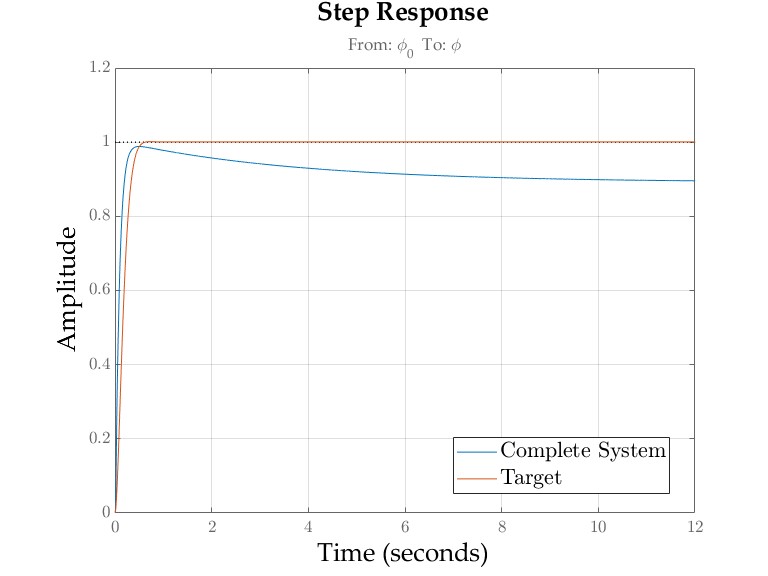 Step Response
From: ϕ0 To: ϕ
1.2
1
0.8
0.6
0.4
0.2
0
Amplitude
Complete System
Target
0 2 4 6 8 10 12
Time (seconds)